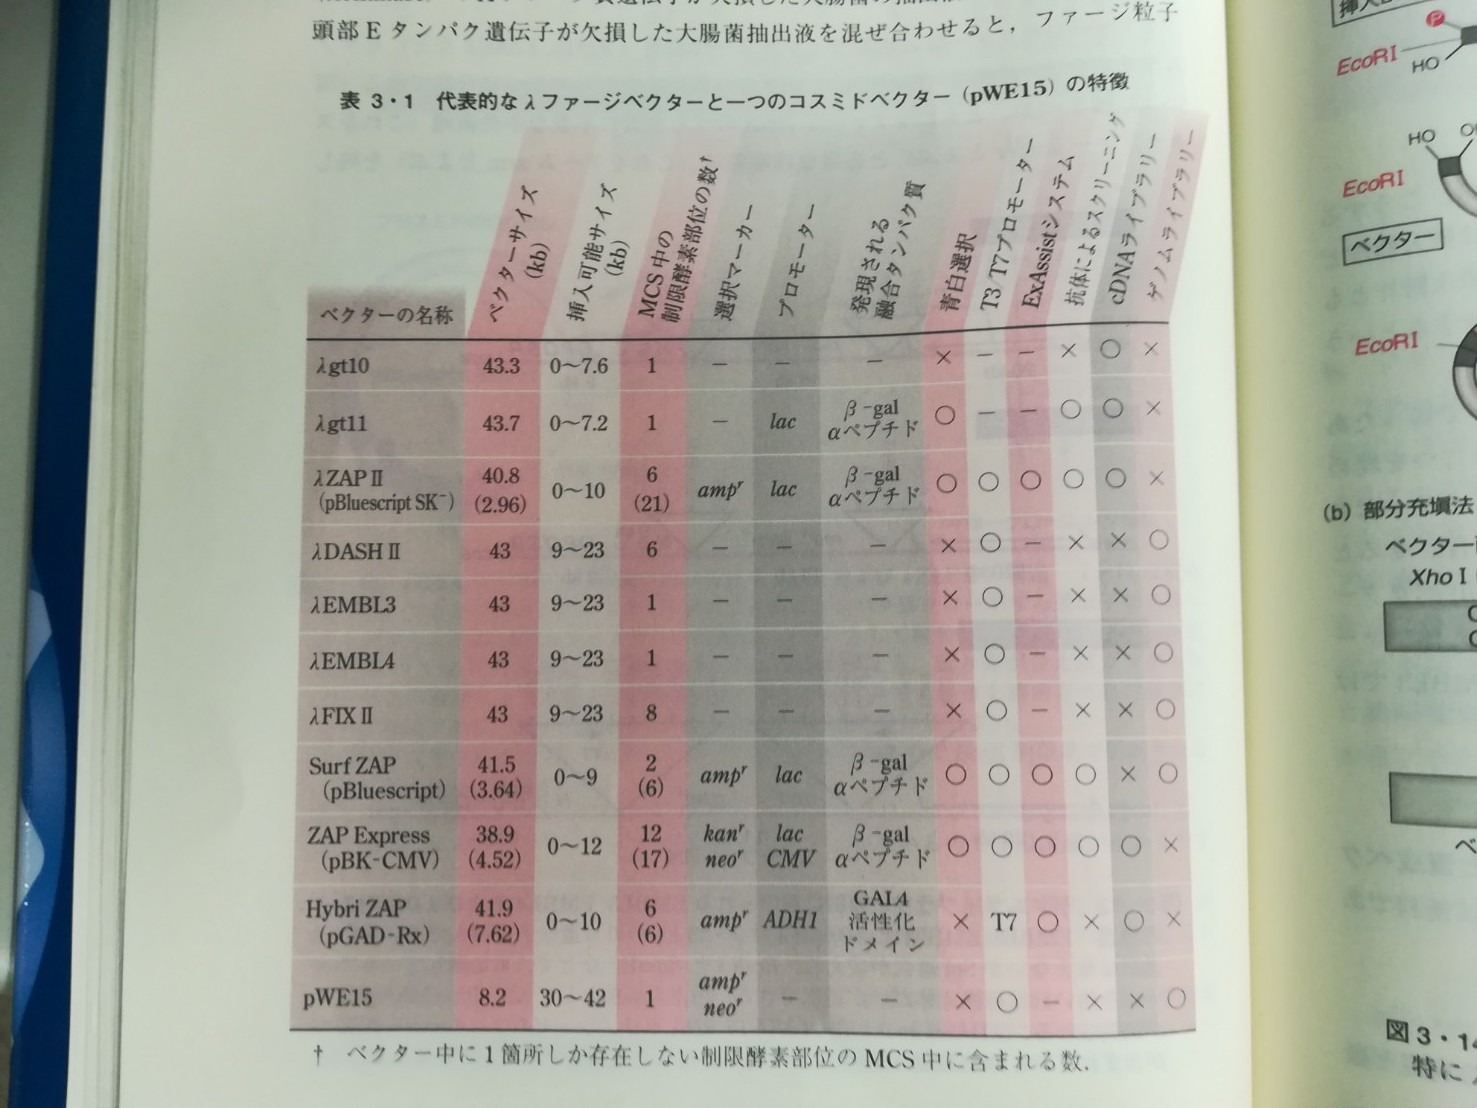 頭部Eタンパク遺伝子が欠損した大腸菌抽出液を混ぜ合わせると，ファージ粒子
表 3・1 代表的なλファージベクターと一つのコスミドベクター（pWE15）の特徴
ベクターの名称 ベクターサイズ (kb) 挿入可能サイズ (kb) MCS中の制限酵素部位の数† 選択マーカー プロモーター 発現される融合タンパク質 青白選択 T3/T7プロモーター ExAssistシステム 抗体によるスクリーニング cDNAライブラリー ゲノムライブラリー
λgt10 43.3 0〜7.6 1 － － － × － － × ○ ×
λgt11 43.7 0〜7.2 1 － lac β-gal αペプチド ○ － － ○ ○ ×
λZAPⅡ (pBluescript SK⁻) 40.8 (2.96) 0〜10 6 (21) ampʳ lac β-gal αペプチド ○ ○ ○ ○ ○ ×
λDASHⅡ 43 9〜23 6 － － － × ○ － × × ○
λEMBL3 43 9〜23 1 － － － × ○ － × × ○
λEMBL4 43 9〜23 1 － － － × ○ － × × ○
λFIXⅡ 43 9〜23 8 － － － × ○ － × × ○
Surf ZAP (pBluescript) 41.5 (3.64) 0〜9 2 (6) ampʳ lac β-gal αペプチド ○ ○ ○ ○ × ○
ZAP Express (pBK-CMV) 38.9 (4.52) 0〜12 12 (17) kanʳ neoʳ lac CMV β-gal αペプチド ○ ○ ○ ○ ○ ×
Hybri ZAP (pGAD-Rx) 41.9 (7.62) 0〜10 6 (6) ampʳ ADH1 GAL4 活性化ドメイン × T7 ○ × ○ ×
pWE15 8.2 30〜42 1 ampʳ neoʳ － － × ○ － × × ○
† ベクター中に1箇所しか存在しない制限酵素部位のMCS中に含まれる数.
P
EcoRI
HO
HO
EcoRI
ベクター
EcoRI
(b) 部分充填法
ベクター
XhoⅠ
図3・14
特に